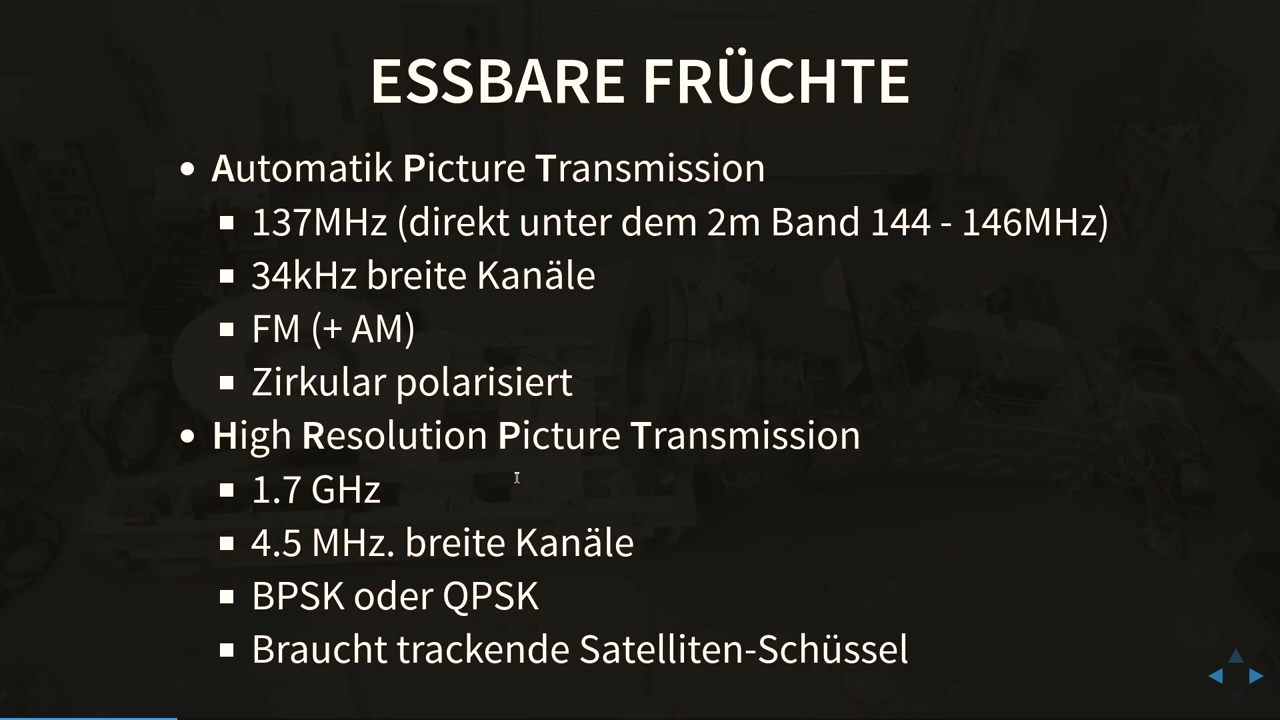 ESSBARE FRÜCHTE
Automatik Picture Transmission
137MHz (direkt unter dem 2m Band 144 - 146MHz)
34kHz breite Kanäle
FM (+ AM)
Zirkular polarisiert
High Resolution Picture Transmission
1.7 GHz
4.5 MHz. breite Kanäle
BPSK oder QPSK
Braucht trackende Satelliten-Schüssel